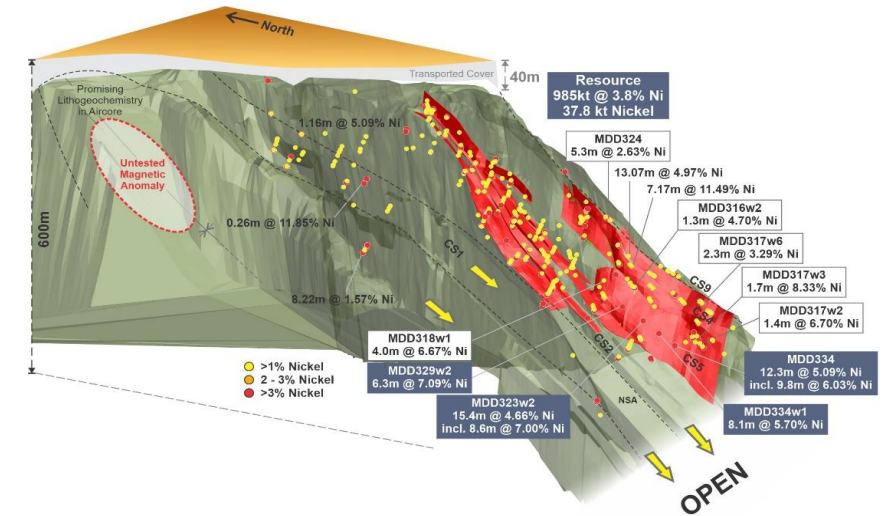 North
Transported Cover
40m
Promising
Lithogeochemistry
in Aircore
Untested
Magnetic
Anomaly
600m
Resource
985kt @ 3.8% Ni
37.8 kt Nickel
1.16m @ 5.09% Ni
0.26m @ 11.85% Ni
8.22m @ 1.57% Ni
MDD324
5.3m @ 2.63% Ni
13.07m @ 4.97% Ni
7.17m @ 11.49% Ni
MDD316w2
1.3m @ 4.70% Ni
MDD317w6
2.3m @ 3.29% Ni
MDD317w3
1.7m @ 8.33% Ni
MDD317w2
1.4m @ 6.70% Ni
CS1
CS9
CS4
CS2
CS5
MDD318w1
4.0m @ 6.67% Ni
MDD329w2
6.3m @ 7.09% Ni
MDD323w2
15.4m @ 4.66% Ni
incl. 8.6m @ 7.00% Ni
MDD334
12.3m @ 5.09% Ni
incl. 9.8m @ 6.03% Ni
MDD334w1
8.1m @ 5.70% Ni
NSA
>1% Nickel
2 - 3% Nickel
>3% Nickel
OPEN